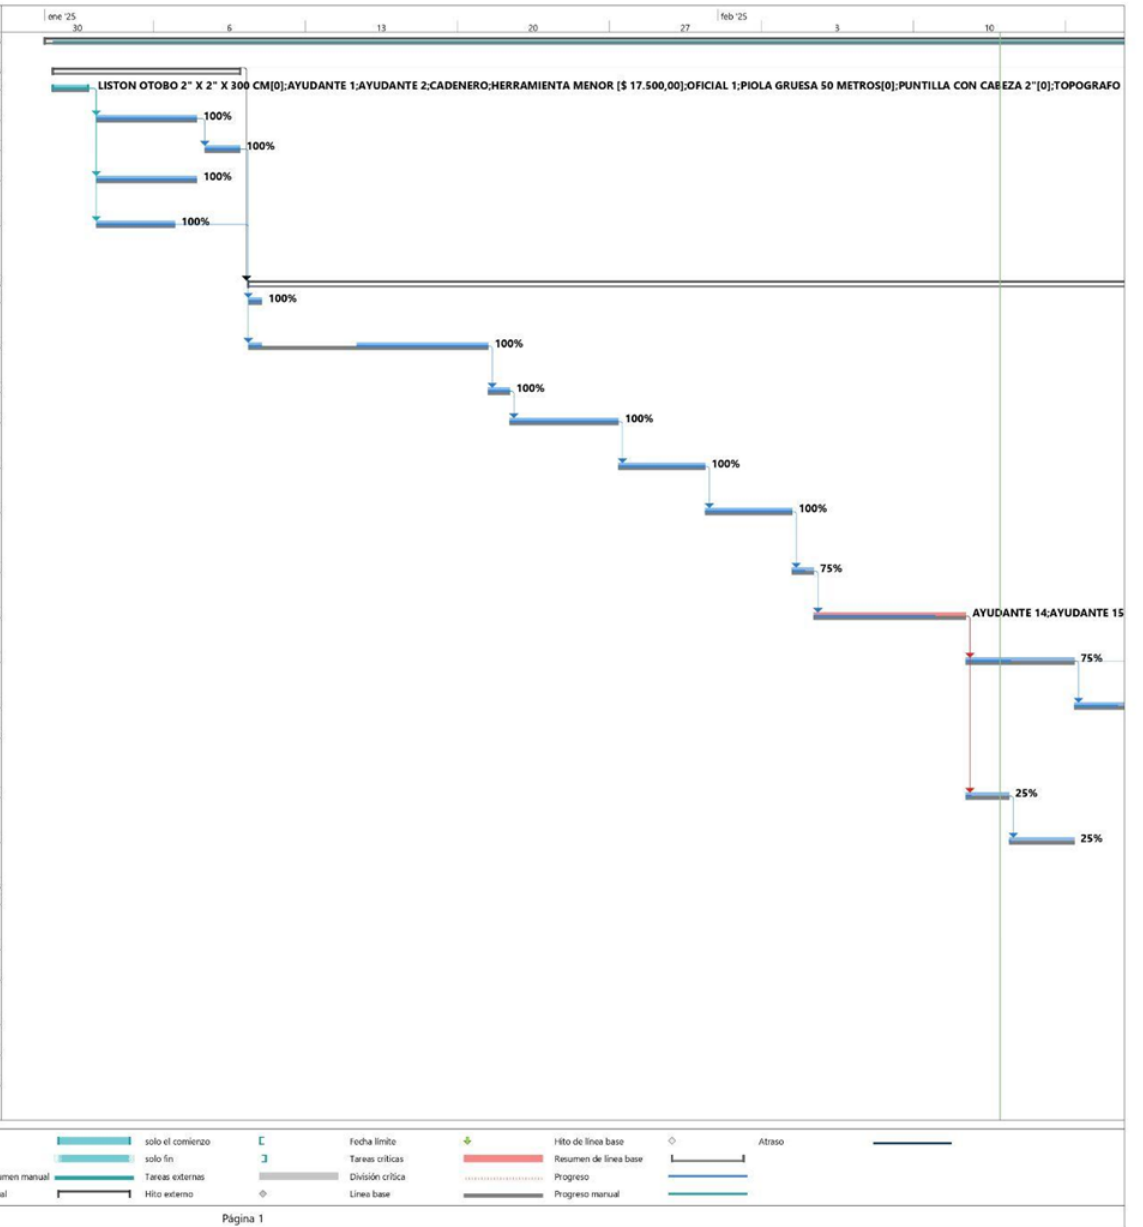 ene '25 feb '25
30 6 13 20 27 3 10
LISTON OTOBO 2" X 2" X 300 CM[0];AYUDANTE 1;AYUDANTE 2;CADENERO;HERRAMIENTA MENOR [$ 17.500,00];OFICIAL 1;PIOLA GRUESA 50 METROS[0];PUNTILLA CON CABEZA 2"[0];TOPOGRAFO
100%
100%
100%
100%
100%
100%
100%
100%
100%
100%
75%
AYUDANTE 14;AYUDANTE 15
75%
25%
25%
solo el comienzo Fecha límite Hito de línea base Atraso
solo fin Tareas críticas Resumen de línea base
umen manual Tareas externas División crítica Progreso
al Hito externo Línea base Progreso manual
Página 1